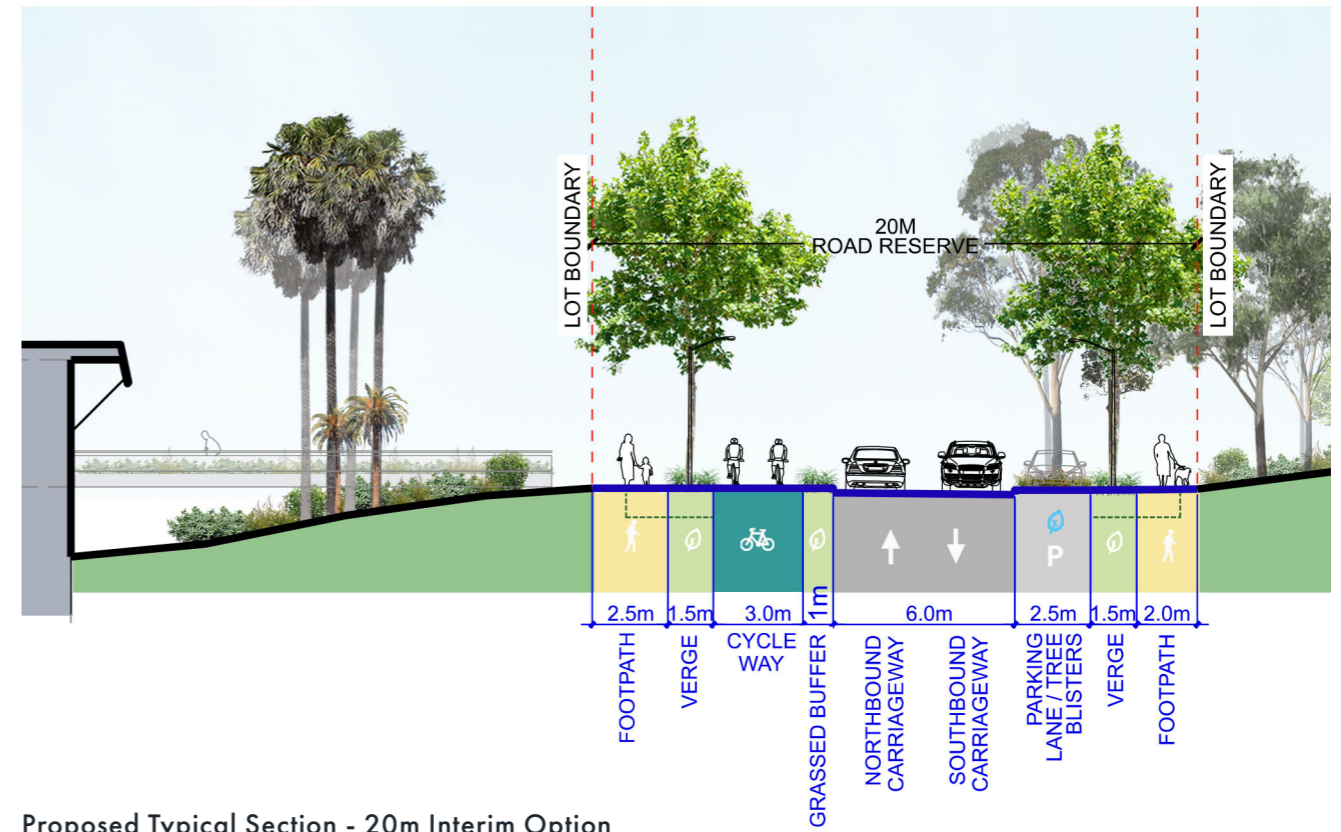 LOT BOUNDARY
20M
ROAD RESERVE
LOT BOUNDARY
P
2.5m
1.5m
3.0m
1m
6.0m
2.5m
1.5m
2.0m
FOOTPATH
VERGE
CYCLE
WAY
GRASSED BUFFER
NORTHBOUND
CARRIAGEWAY
SOUTHBOUND
CARRIAGEWAY
PARKING
LANE / TREE
BLISTERS
VERGE
FOOTPATH
Proposed Typical Section - 20m Interim Option